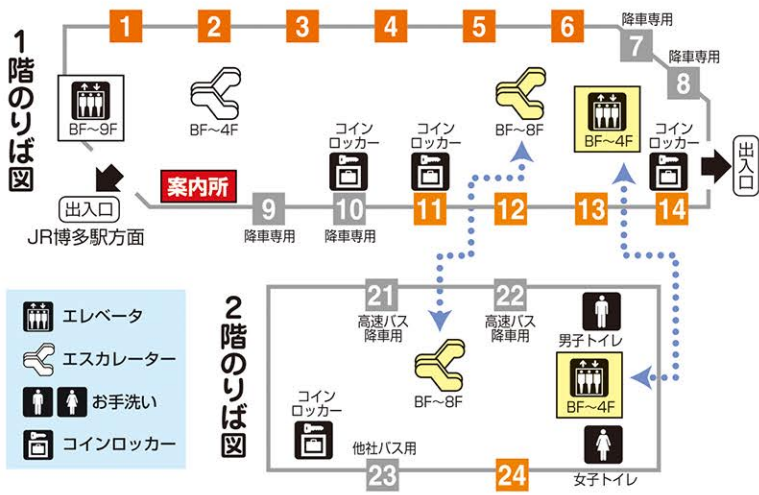 1階のりば図
1
2
3
4
5
6
7
降車専用
8
降車専用
BF〜9F
BF〜4F
BF〜8F
BF〜4F
コイン
ロッカー
コイン
ロッカー
コイン
ロッカー
出入口
出入口
JR博多駅方面
案内所
9
降車専用
10
降車専用
11
12
13
14
エレベータ
エスカレーター
お手洗い
コインロッカー
2階のりば図
21
高速バス
降車用
22
高速バス
降車用
男子トイレ
BF〜8F
BF〜4F
コイン
ロッカー
他社バス用
23
24
女子トイレ